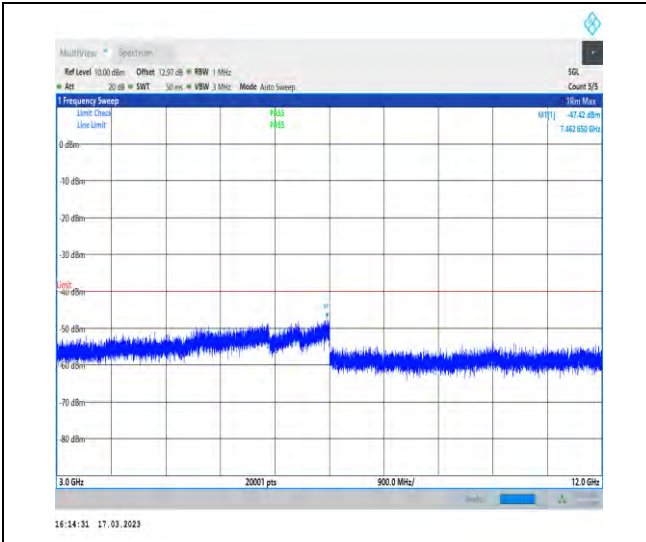 MultiView Spectrum
Ref Level 10.00 dBm Offset 12.97 dB RBW 1 MHz SGL
Att 20 dB SWT 50 ms VBW 3 MHz Mode Auto Sweep Count 5/5
1 Frequency Sweep 1Rm Max
Limit Check PASS M1[1] -47.42 dBm
Line Limit PASS 7.462 650 GHz
0 dBm
-10 dBm
-20 dBm
-30 dBm
Limit
-40 dBm
M1
-50 dBm
-60 dBm
-70 dBm
-80 dBm
3.0 GHz 20001 pts 900.0 MHz/ 12.0 GHz
Ready
16:14:31 17.03.2023